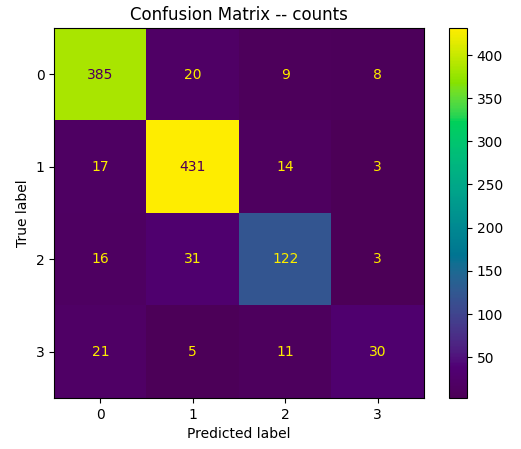 Confusion Matrix -- counts
0 385 20 9 8
1 17 431 14 3
2 16 31 122 3
3 21 5 11 30
0 1 2 3
Predicted label
True label
400
350
300
250
200
150
100
50